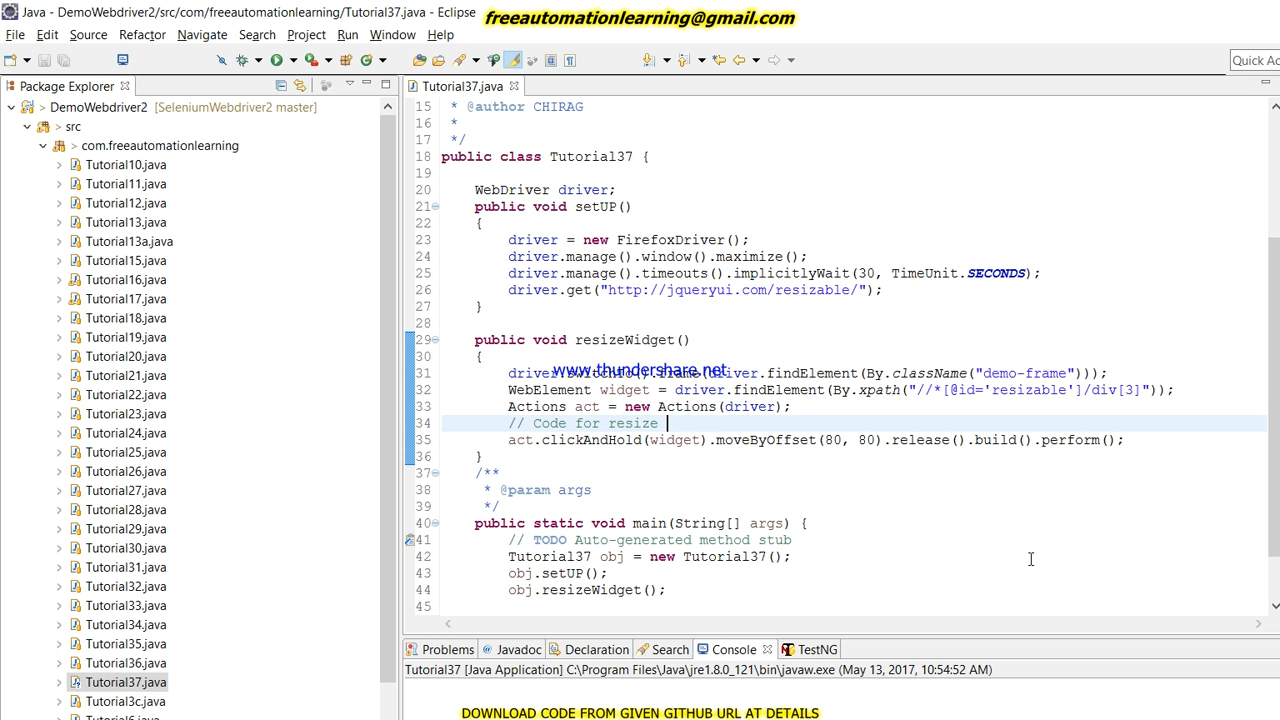 Java - DemoWebdriver2/src/com/freeautomationlearning/Tutorial37.java - Eclipse
freeautomationlearning@gmail.com
File Edit Source Refactor Navigate Search Project Run Window Help
Quick Ac
Package Explorer
Tutorial37.java
DemoWebdriver2 [SeleniumWebdriver2 master]
src
com.freeautomationlearning
Tutorial10.java
Tutorial11.java
Tutorial12.java
Tutorial13.java
Tutorial13a.java
Tutorial15.java
Tutorial16.java
Tutorial17.java
Tutorial18.java
Tutorial19.java
Tutorial20.java
Tutorial21.java
Tutorial22.java
Tutorial23.java
Tutorial24.java
Tutorial25.java
Tutorial26.java
Tutorial27.java
Tutorial28.java
Tutorial29.java
Tutorial30.java
Tutorial31.java
Tutorial32.java
Tutorial33.java
Tutorial34.java
Tutorial35.java
Tutorial36.java
Tutorial37.java
Tutorial3c.java
Tutorial6.java
15 * @author CHIRAG
16 *
17 */
18 public class Tutorial37 {
19
20 WebDriver driver;
21 public void setUP()
22 {
23 driver = new FirefoxDriver();
24 driver.manage().window().maximize();
25 driver.manage().timeouts().implicitlyWait(30, TimeUnit.SECONDS);
26 driver.get("http://jqueryui.com/resizable/");
27 }
28
29 public void resizeWidget()
30 {
www.thundershare.net
31 driver.switchTo().frame(driver.findElement(By.className("demo-frame")));
32 WebElement widget = driver.findElement(By.xpath("//*[@id='resizable']/div[3]"));
33 Actions act = new Actions(driver);
34 // Code for resize
35 act.clickAndHold(widget).moveByOffset(80, 80).release().build().perform();
36 }
37 /**
38 * @param args
39 */
40 public static void main(String[] args) {
41 // TODO Auto-generated method stub
42 Tutorial37 obj = new Tutorial37();
43 obj.setUP();
44 obj.resizeWidget();
45
Problems Javadoc Declaration Search Console TestNG
Tutorial37 [Java Application] C:\Program Files\Java\jre1.8.0_121\bin\javaw.exe (May 13, 2017, 10:54:52 AM)
DOWNLOAD CODE FROM GIVEN GITHUB URL AT DETAILS